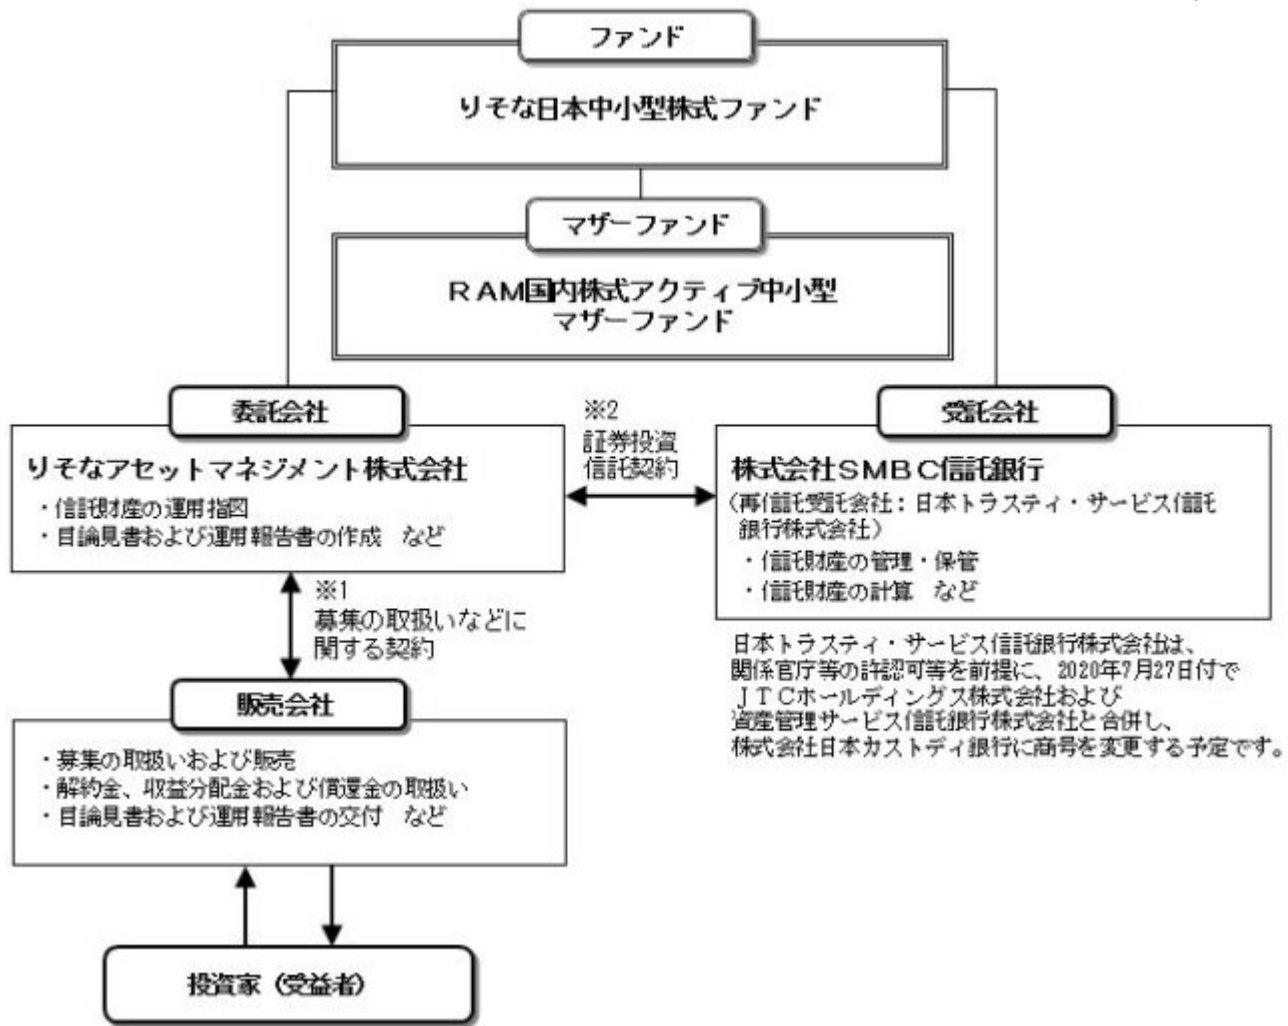 ファンド
りそな日本中小型株式ファンド
マザーファンド
RAM国内株式アクティブ中小型
マザーファンド
委託会社
りそなアセットマネジメント株式会社
・信託財産の運用指図
・目論見書および運用報告書の作成　など
※2
証券投資
信託契約
受託会社
株式会社SMBC信託銀行
（再信託受託会社：日本トラスティ・サービス信託
銀行株式会社）
・信託財産の管理・保管
・信託財産の計算　など
※1
募集の取扱いなどに
関する契約
日本トラスティ・サービス信託銀行株式会社は、
関係官庁等の許認可等を前提に、2020年7月27日付で
JTCホールディングス株式会社および
資産管理サービス信託銀行株式会社と合併し、
株式会社日本カストディ銀行に商号を変更する予定です。
販売会社
・募集の取扱いおよび販売
・解約金、収益分配金および償還金の取扱い
・目論見書および運用報告書の交付　など
投資家（受益者）